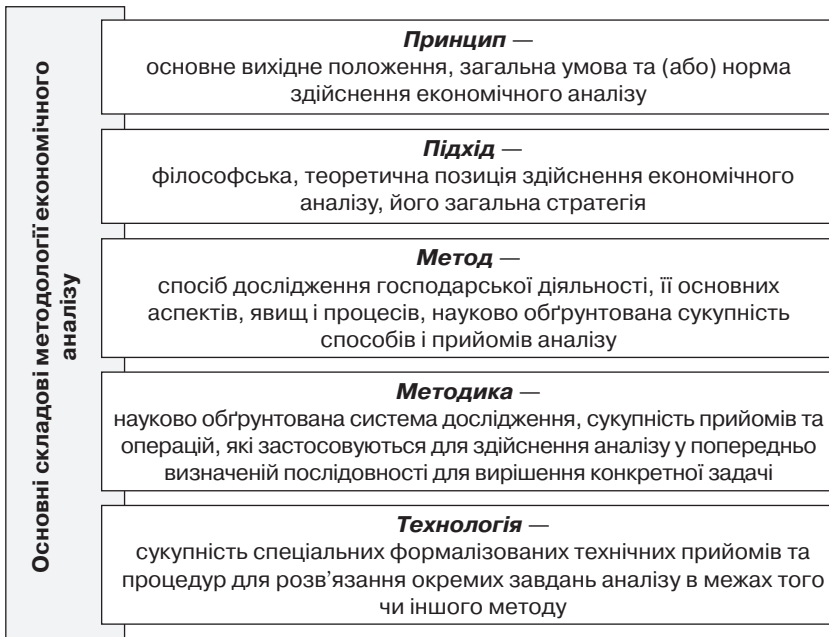 Основні складові методології економічного
аналізу
Принцип —
основне вихідне положення, загальна умова та (або) норма
здійснення економічного аналізу
Підхід —
філософська, теоретична позиція здійснення економічного
аналізу, його загальна стратегія
Метод —
спосіб дослідження господарської діяльності, її основних
аспектів, явищ і процесів, науково обґрунтована сукупність
способів і прийомів аналізу
Методика —
науково обґрунтована система дослідження, сукупність прийомів та
операцій, які застосовуються для здійснення аналізу у попередньо
визначеній послідовності для вирішення конкретної задачі
Технологія —
сукупність спеціальних формалізованих технічних прийомів та
процедур для розв’язання окремих завдань аналізу в межах того
чи іншого методу